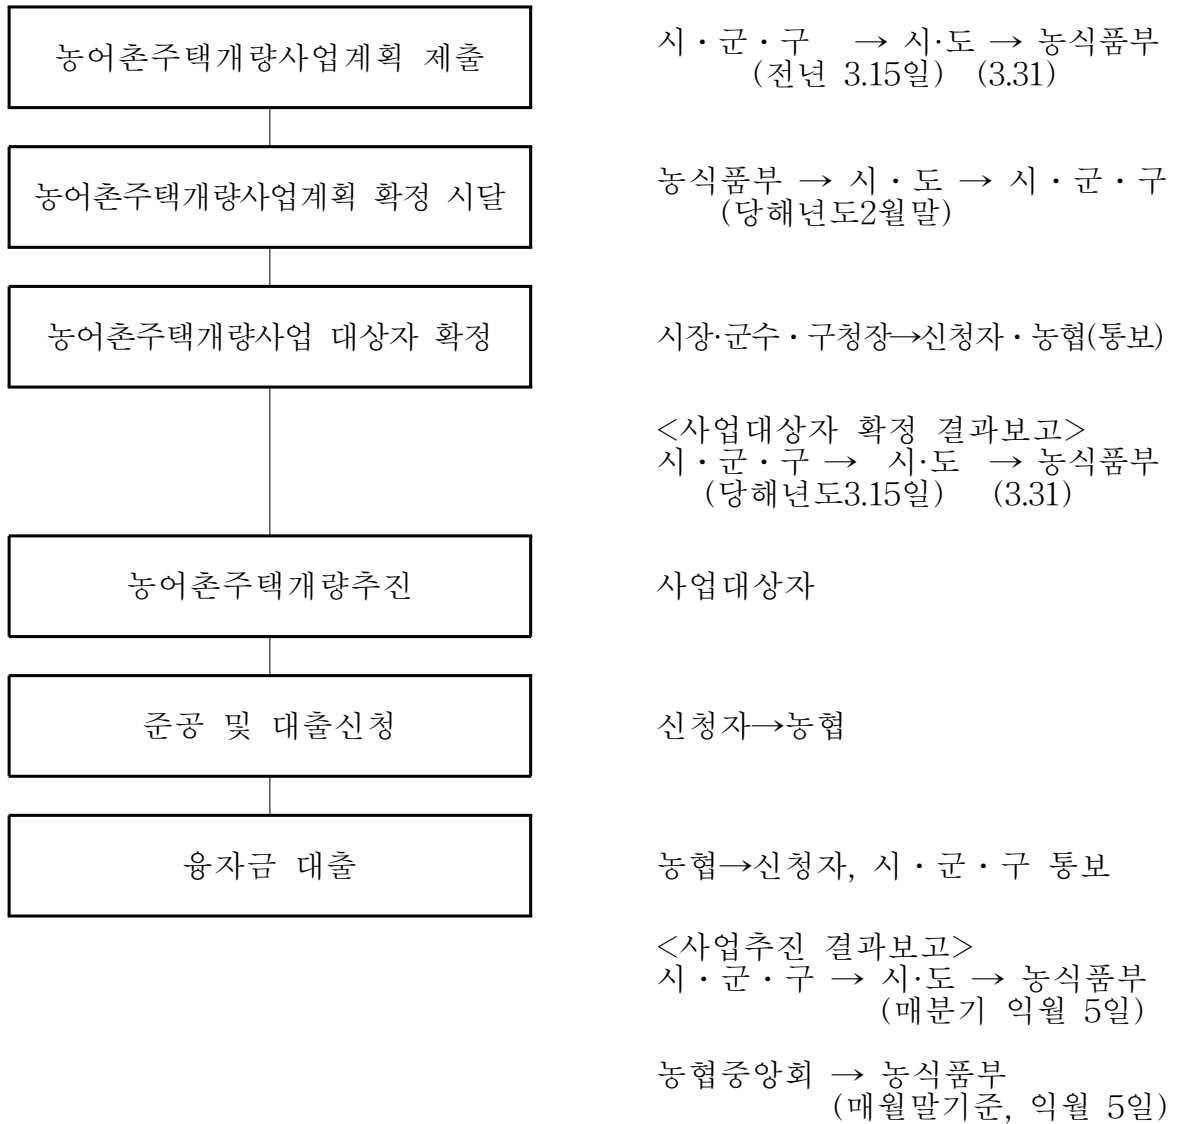 농어촌주택개량사업계획 제출
시・군・구 → 시·도 → 농식품부
(전년 3.15일) (3.31)
농어촌주택개량사업계획 확정 시달
농식품부 → 시・도 → 시・군・구
(당해년도2월말)
농어촌주택개량사업 대상자 확정
시장·군수・구청장→신청자・농협(통보)
<사업대상자 확정 결과보고>
시・군・구 → 시·도 → 농식품부
(당해년도3.15일) (3.31)
농어촌주택개량추진
사업대상자
준공 및 대출신청
신청자→농협
융자금 대출
농협→신청자, 시・군・구 통보
<사업추진 결과보고>
시・군・구 → 시·도 → 농식품부
(매분기 익월 5일)
농협중앙회 → 농식품부
(매월말기준, 익월 5일)